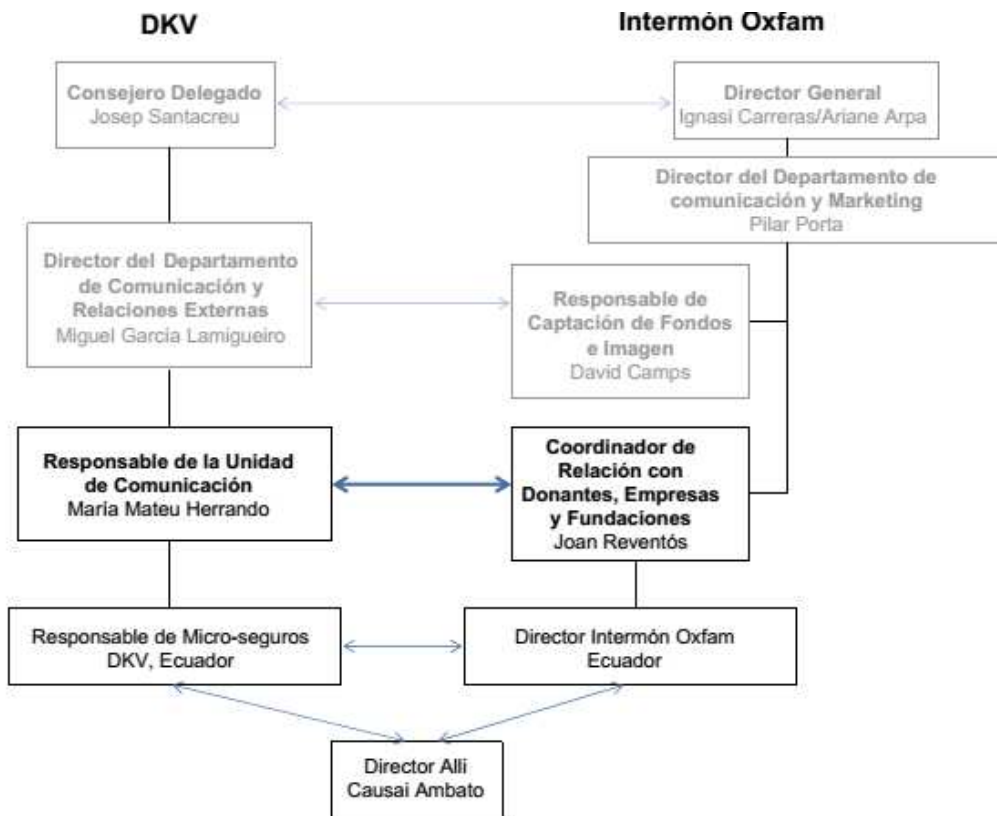 DKV
Intermón Oxfam
Consejero Delegado
Josep Santacreu
Director General
Ignasi Carreras/Ariane Arpa
Director del Departamento de
comunicación y Marketing
Pilar Porta
Director del Departamento
de Comunicación y
Relaciones Externas
Miguel García Lamigueiro
Responsable de
Captación de Fondos
e Imagen
David Camps
Responsable de la Unidad
de Comunicación
María Mateu Herrando
Coordinador de
Relación con
Donantes, Empresas
y Fundaciones
Joan Reventós
Responsable de Micro-seguros
DKV, Ecuador
Director Intermón Oxfam
Ecuador
Director Allí
Causai Ambato